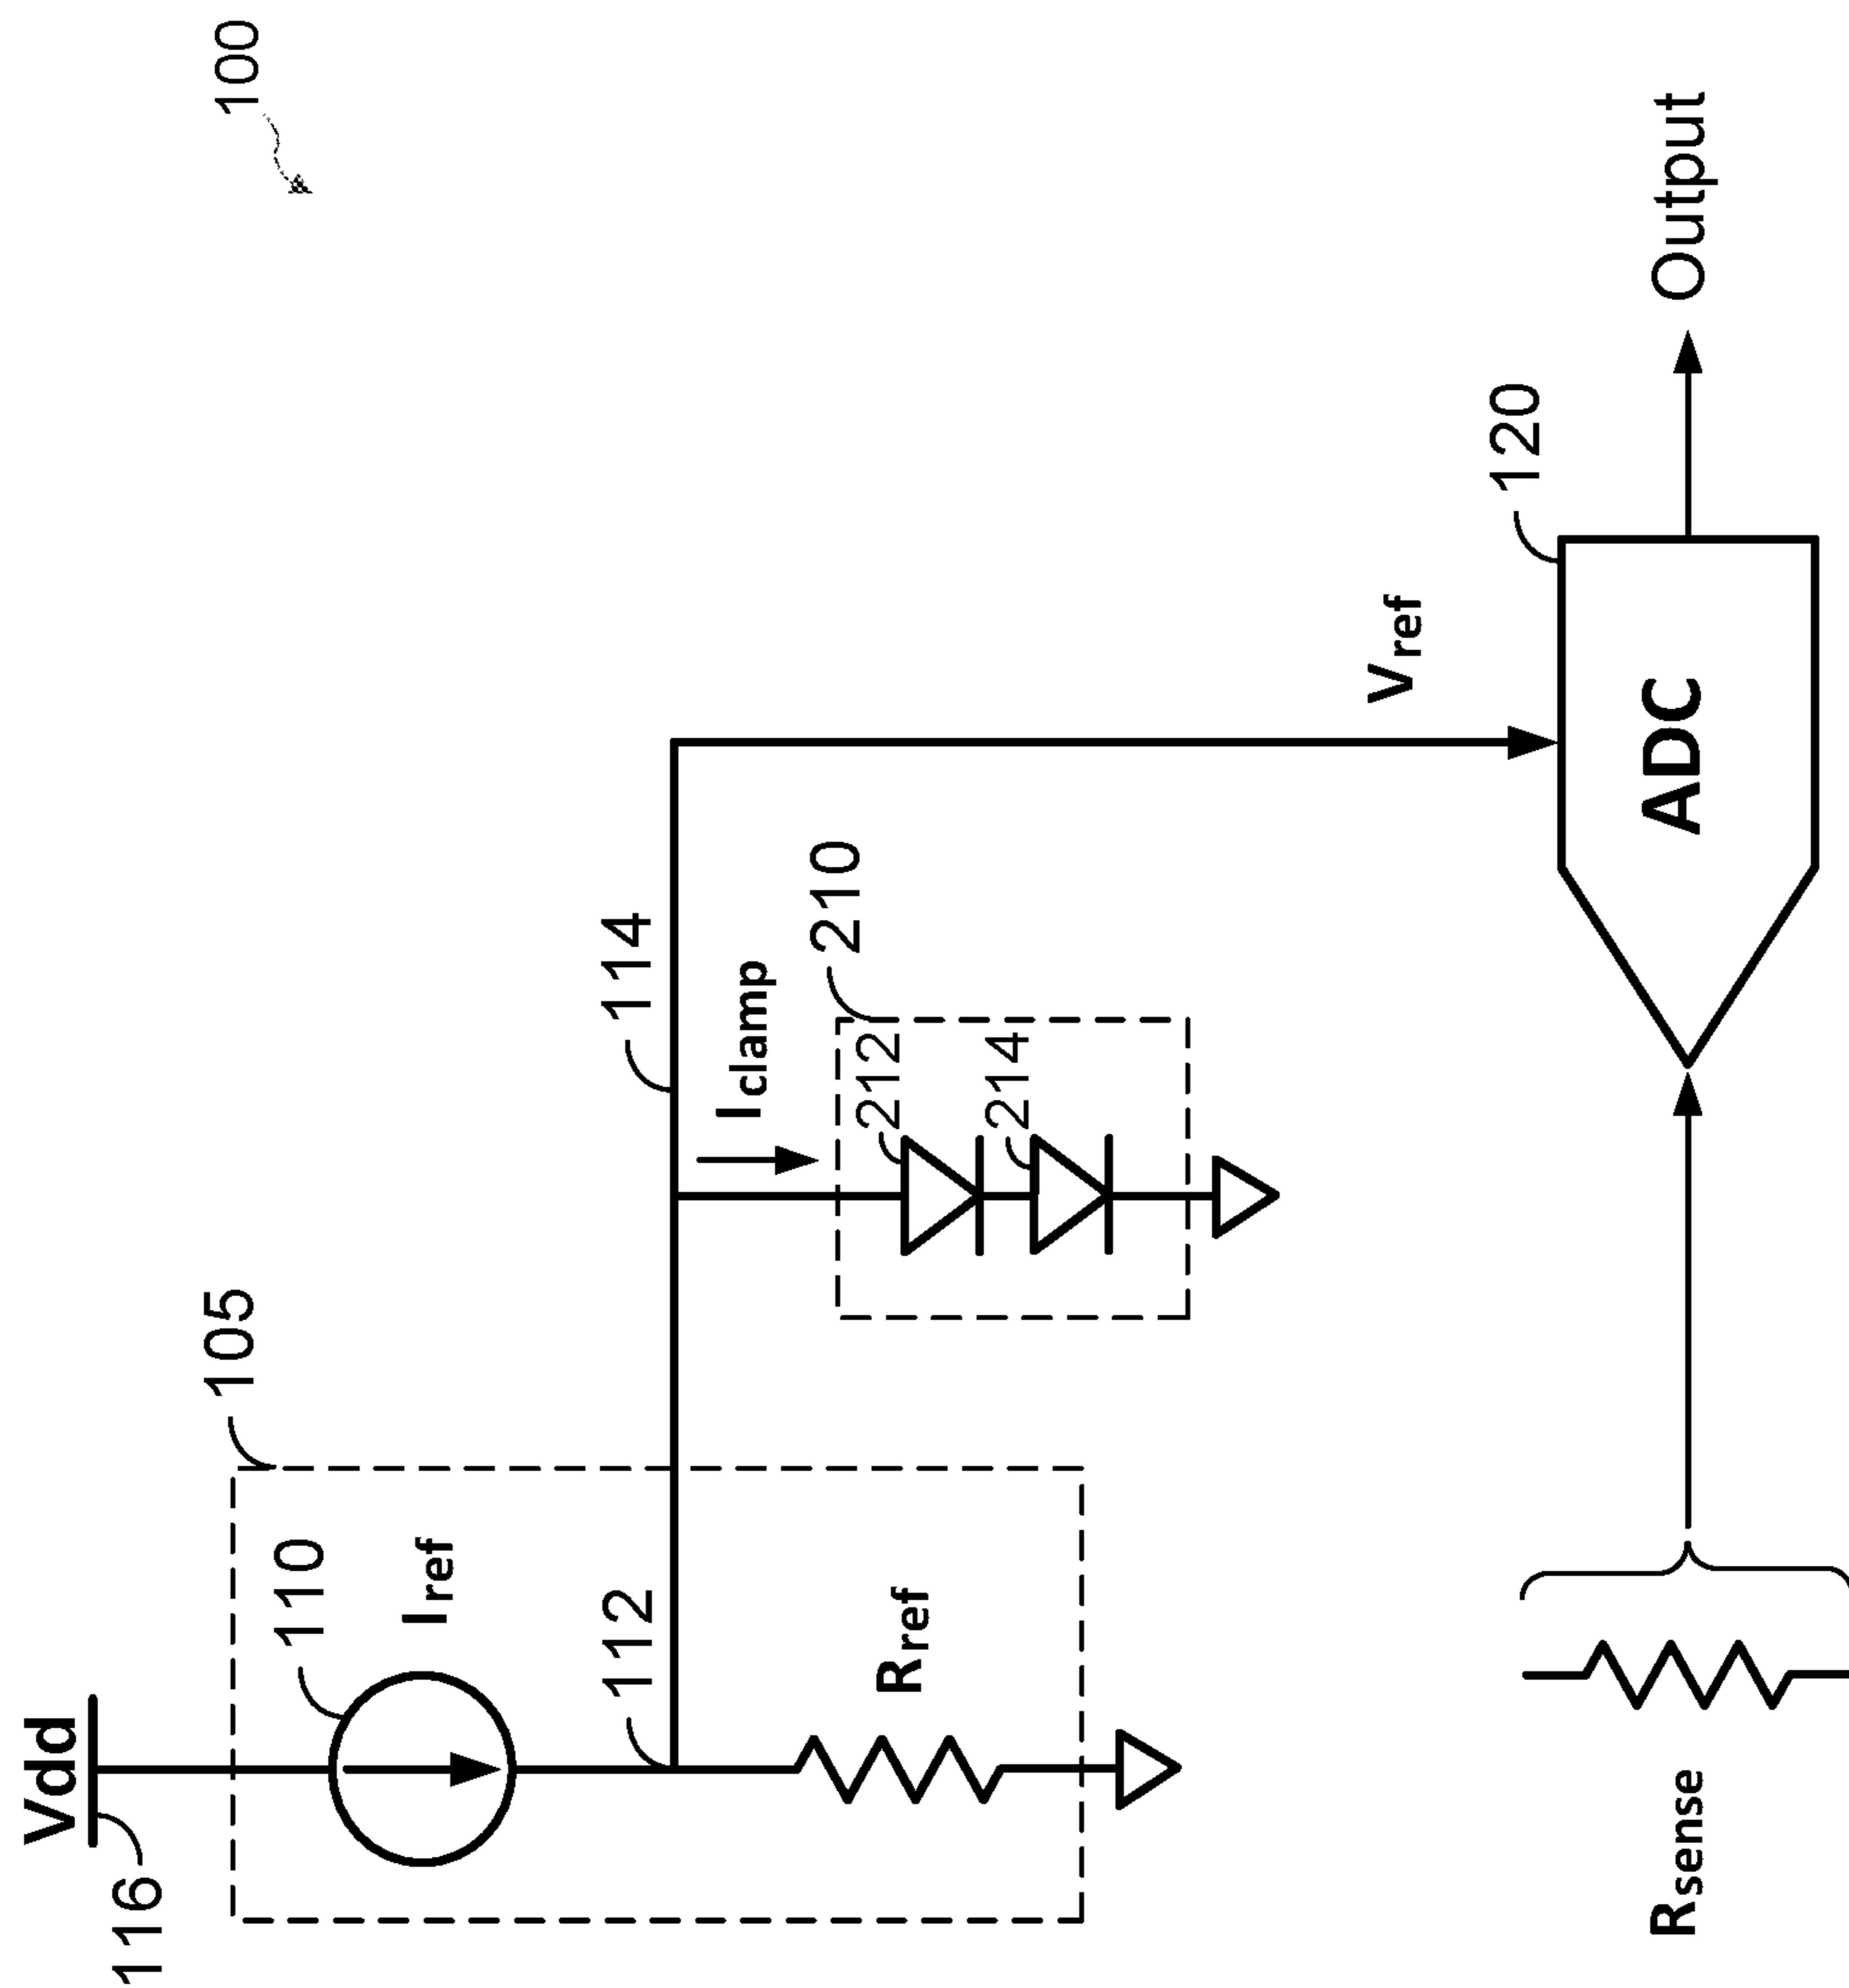 100
Vdd
116
105
110
Iref
112
Rref
114
Iclamp
210
212
214
Vref
120
ADC
Output
Rsense